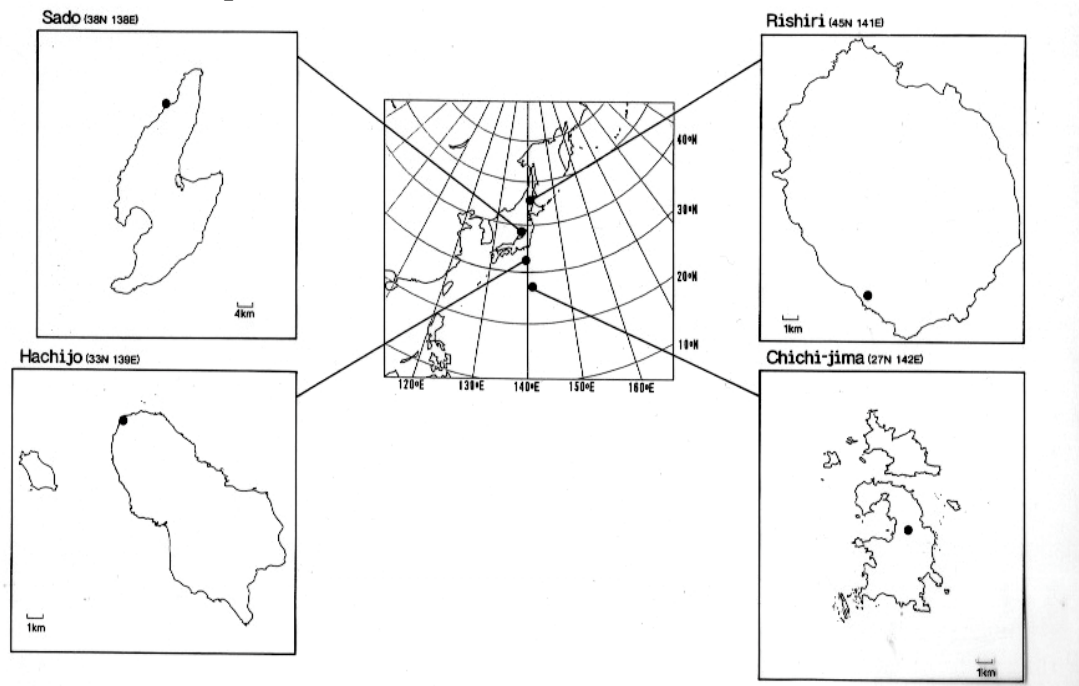 Sado (38N 138E)
4km
Rishiri (45N 141E)
1km
40°N
30°N
20°N
10°N
120°E 130°E 140°E 150°E 160°E
Hachijo (33N 139E)
1km
Chichi-jima (27N 142E)
1km